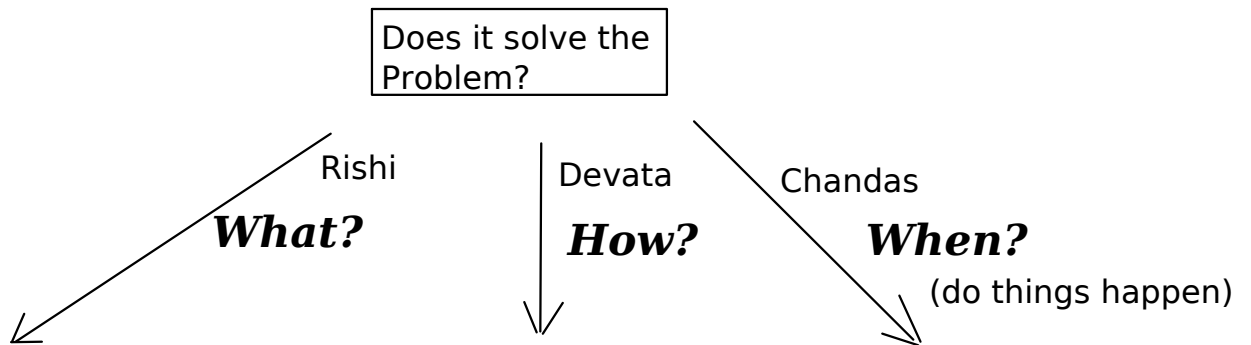 Does it solve the
Problem?
Rishi
Devata
Chandas
What?
How?
When?
(do things happen)